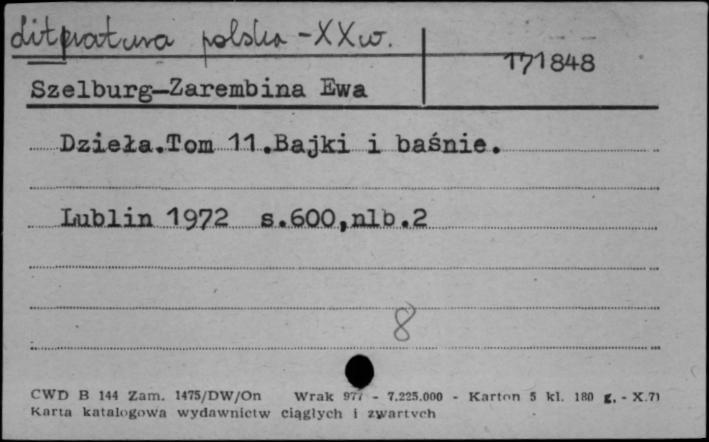 Literatura polska - XX w.
171848
Szelburg-Zarembina Ewa
Dzieła.Tom 11.Bajki i baśnie.
Lublin 1972 s.600,nlb.2
8
CWD B 144 Zam. 1475/DW/On Wrak 977 - 7.225.000 - Karton 5 kl. 180 g. - X.71
Karta katalogowa wydawnictw ciągłych i zwartych